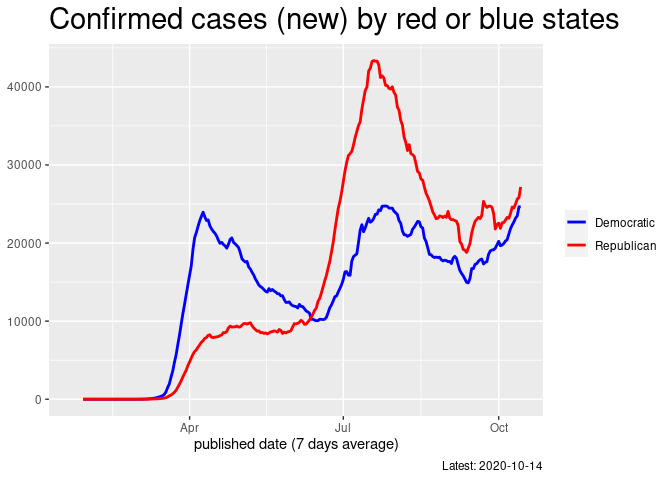 Confirmed cases (new) by red or blue states
40000
30000
20000
10000
0
Apr
Jul
Oct
published date (7 days average)
Democratic
Republican
Latest: 2020-10-14